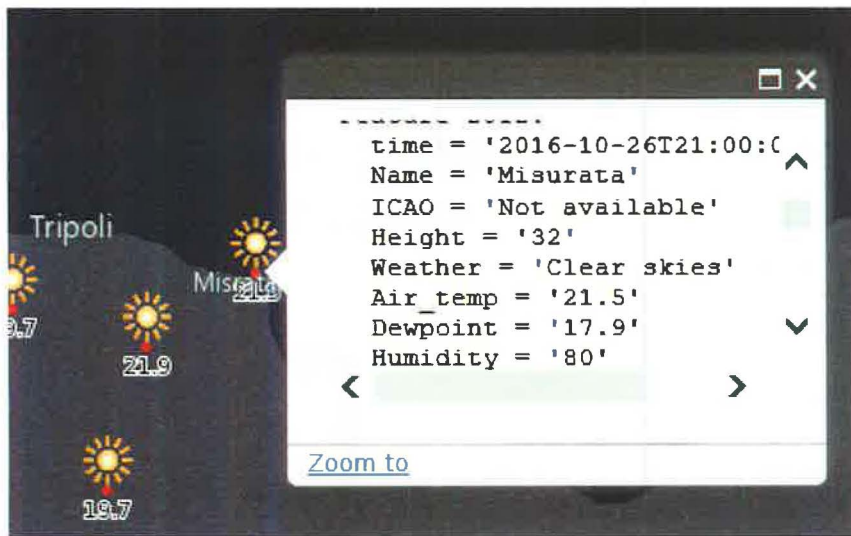 time = '2016-10-26T21:00:0
Name = 'Misurata'
ICAO = 'Not available'
Height = '32'
Weather = 'Clear skies'
Air_temp = '21.5'
Dewpoint = '17.9'
Humidity = '80'
Zoom to
Tripoli
21.9
19.7